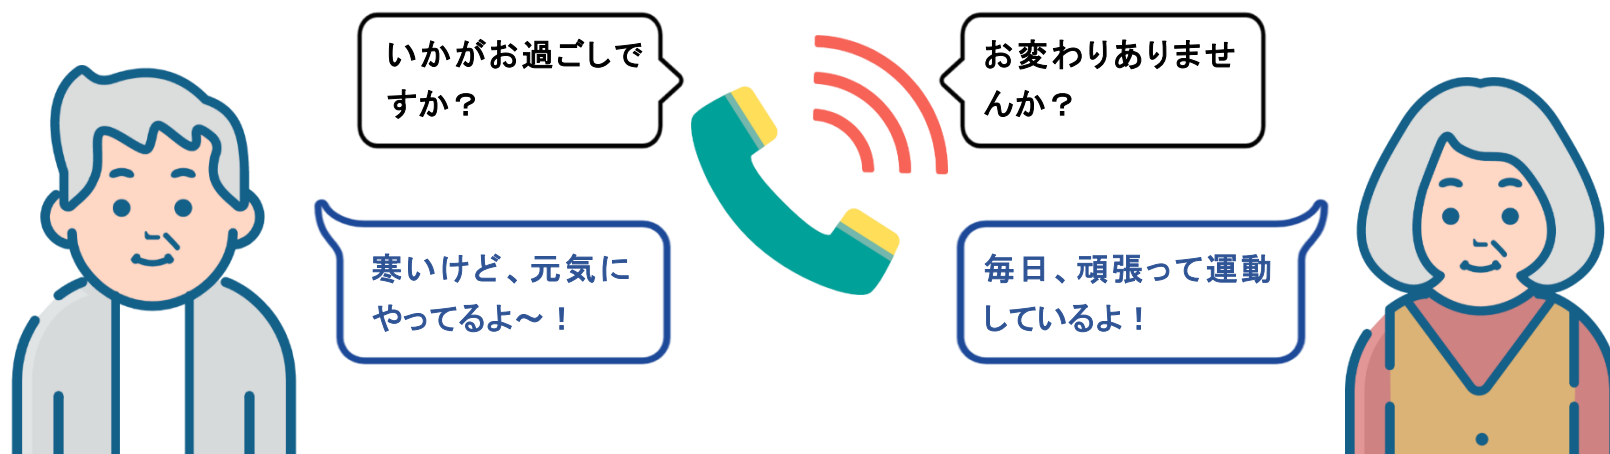 いかがお過ごしで
すか？
お変わりありませ
んか？
寒いけど、元気に
やってるよ～！
毎日、頑張って運動
しているよ！